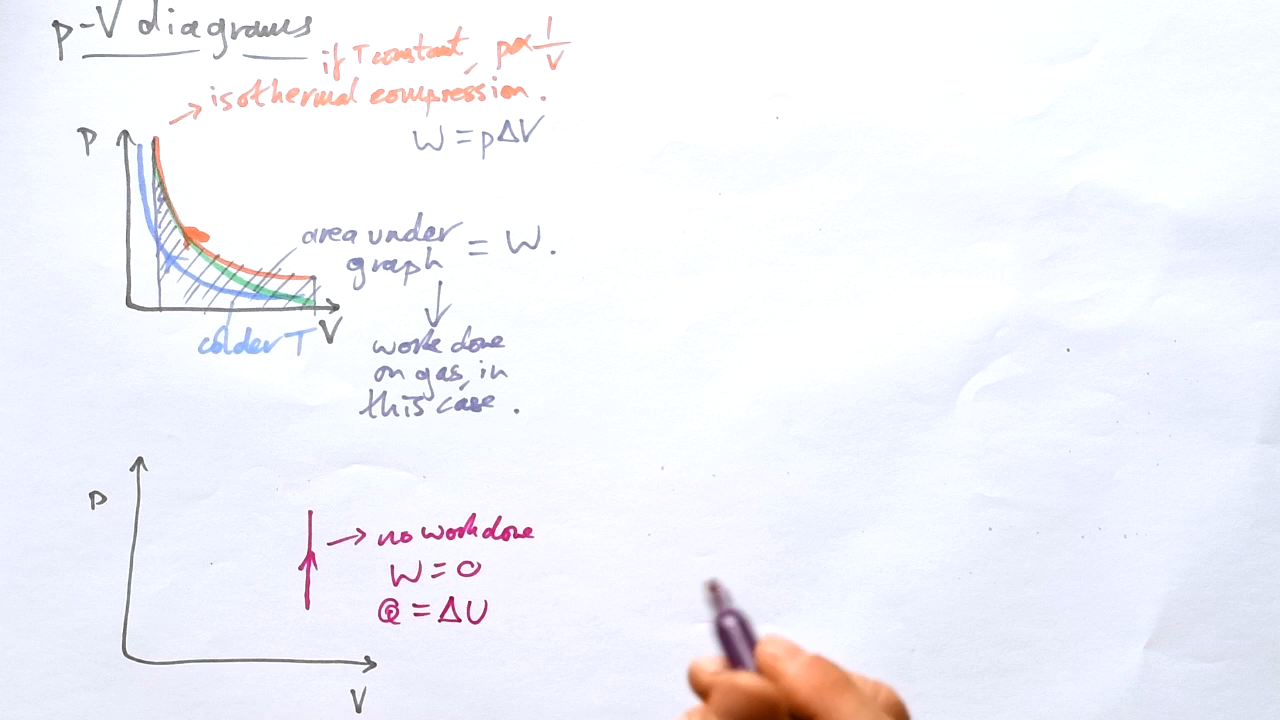 p-V diagrams
if T constant, p∝1/V
isothermal compression.
W = pΔV
P
area under
graph = W.
V
colder T
work done
on gas, in
this case.
P
no work done
W = 0
Q = ΔU
V